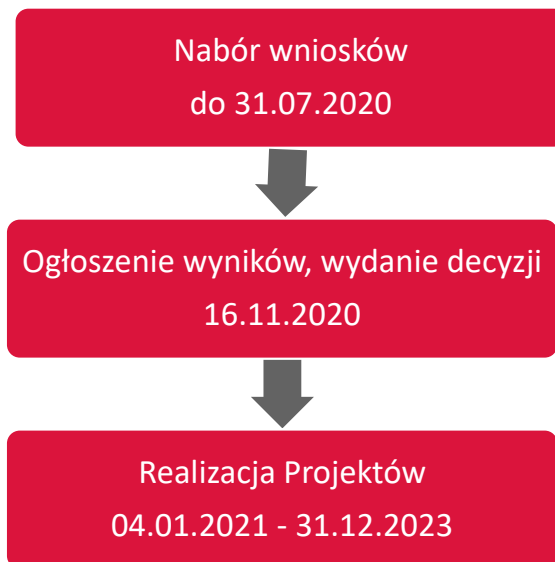 Nabór wniosków
do 31.07.2020
Ogłoszenie wyników, wydanie decyzji
16.11.2020
Realizacja Projektów
04.01.2021 - 31.12.2023